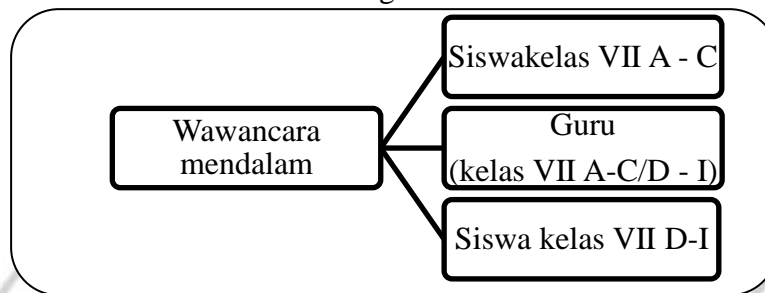 Siswakelas VII A - C
Wawancara
mendalam
Guru
(kelas VII A-C/D - I)
Siswa kelas VII D-I